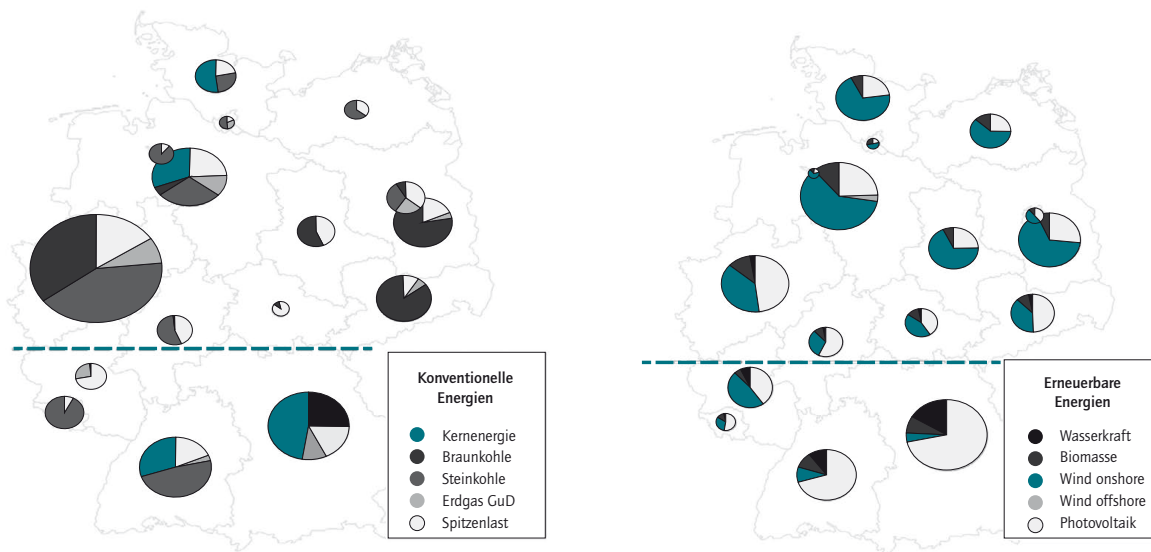 Konventionelle
Energien
Kernenergie
Braunkohle
Steinkohle
Erdgas GuD
Spitzenlast
Erneuerbare
Energien
Wasserkraft
Biomasse
Wind onshore
Wind offshore
Photovoltaik